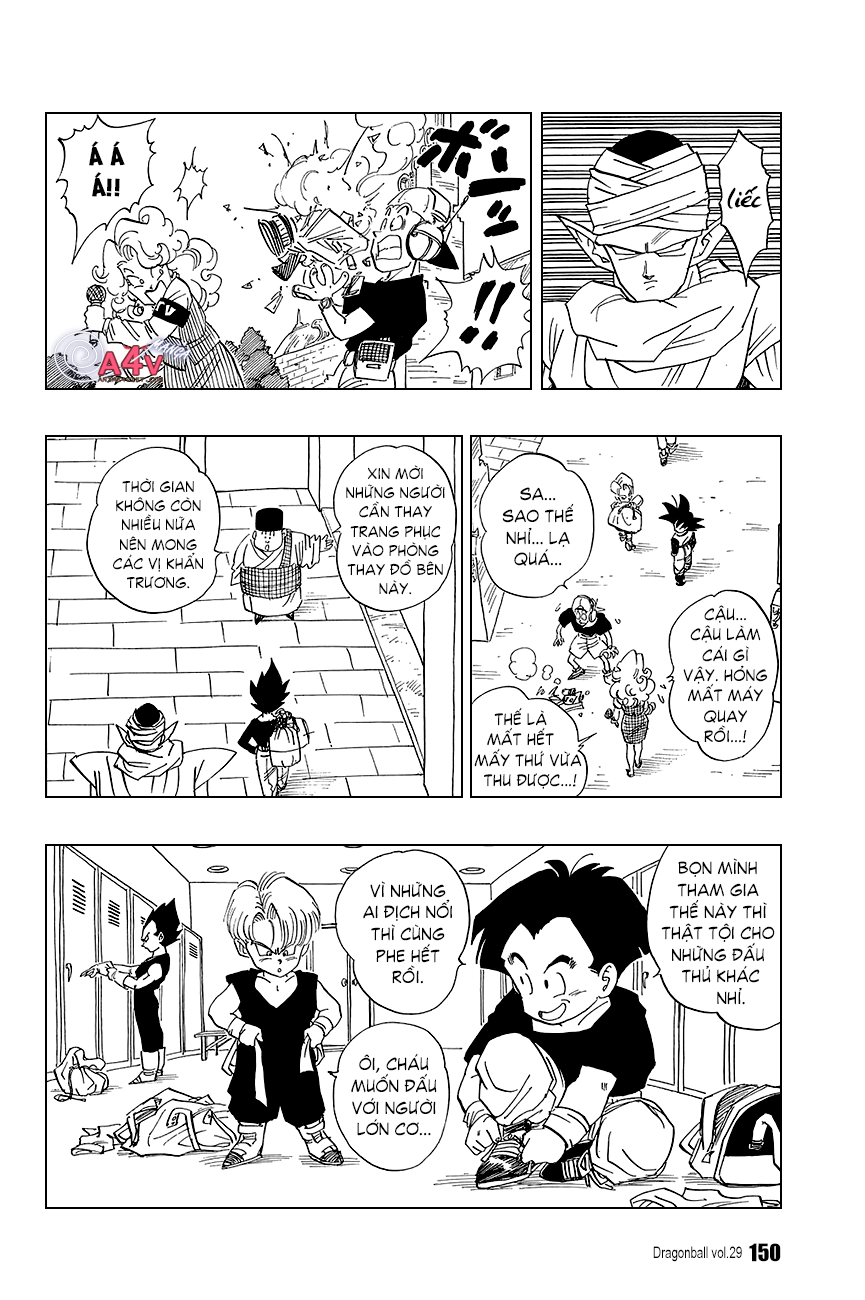 liếc
ボーン
!!
Á Á
Á!!
A4V
CẬU...
CẬU LÀM
CÁI GÌ
VẬY. HỎNG
MẤT MÁY
QUAY
RỒI...!
SA...
SAO THẾ
NHỈ... LẠ
QUÁ...
THẾ LÀ
MẤT HẾT
MẤY THỨ VỪA
THU ĐƯỢC...!
XIN MỜI
NHỮNG NGƯỜI
CẦN THAY
TRANG PHỤC
VÀO PHÒNG
THAY ĐỒ BÊN
NÀY.
THỜI GIAN
KHÔNG CÒN
NHIỀU NỮA
NÊN MONG
CÁC VỊ KHẨN
TRƯƠNG.
BỌN MÌNH
THAM GIA
THẾ NÀY THÌ
THẬT TỘI CHO
NHỮNG ĐẤU
THỦ KHÁC
NHỈ.
VÌ NHỮNG
AI ĐỊCH NỔI
THÌ CÙNG
PHE HẾT
RỒI.
ÔI, CHÁU
MUỐN ĐẤU
VỚI NGƯỜI
LỚN CƠ...
Dragonball vol.29 150